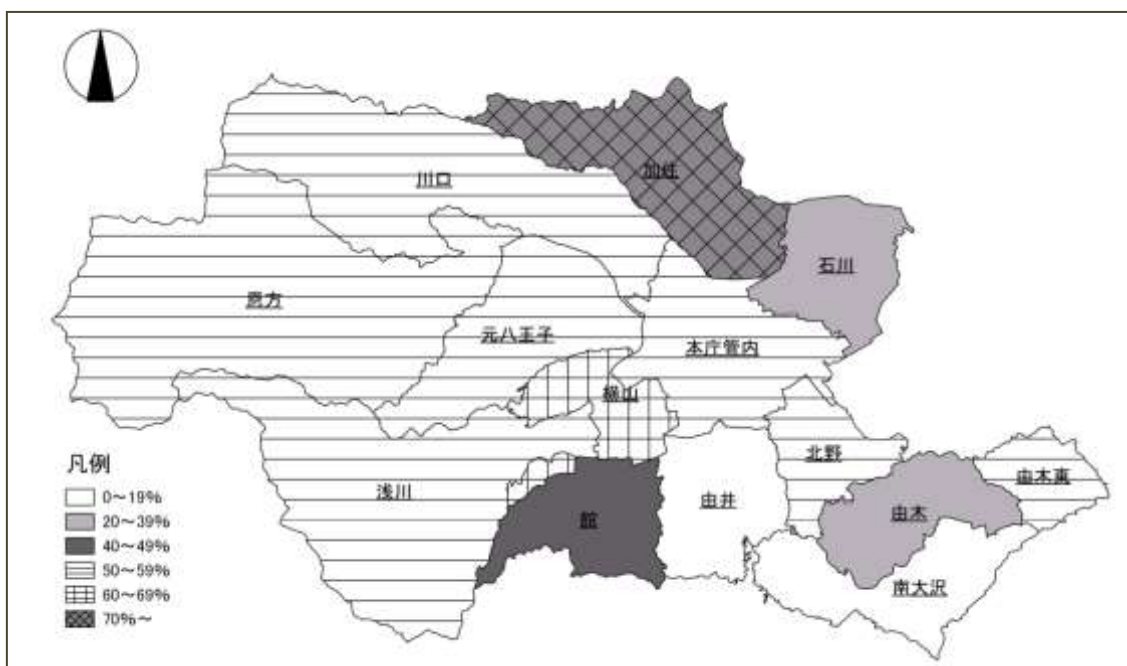 加住
川口
石川
恩方
元八王子
本庁管内
横山
北野
由木東
浅川
館
由井
由木
南大沢
凡例
0~19%
20~39%
40~49%
50~59%
60~69%
70%~